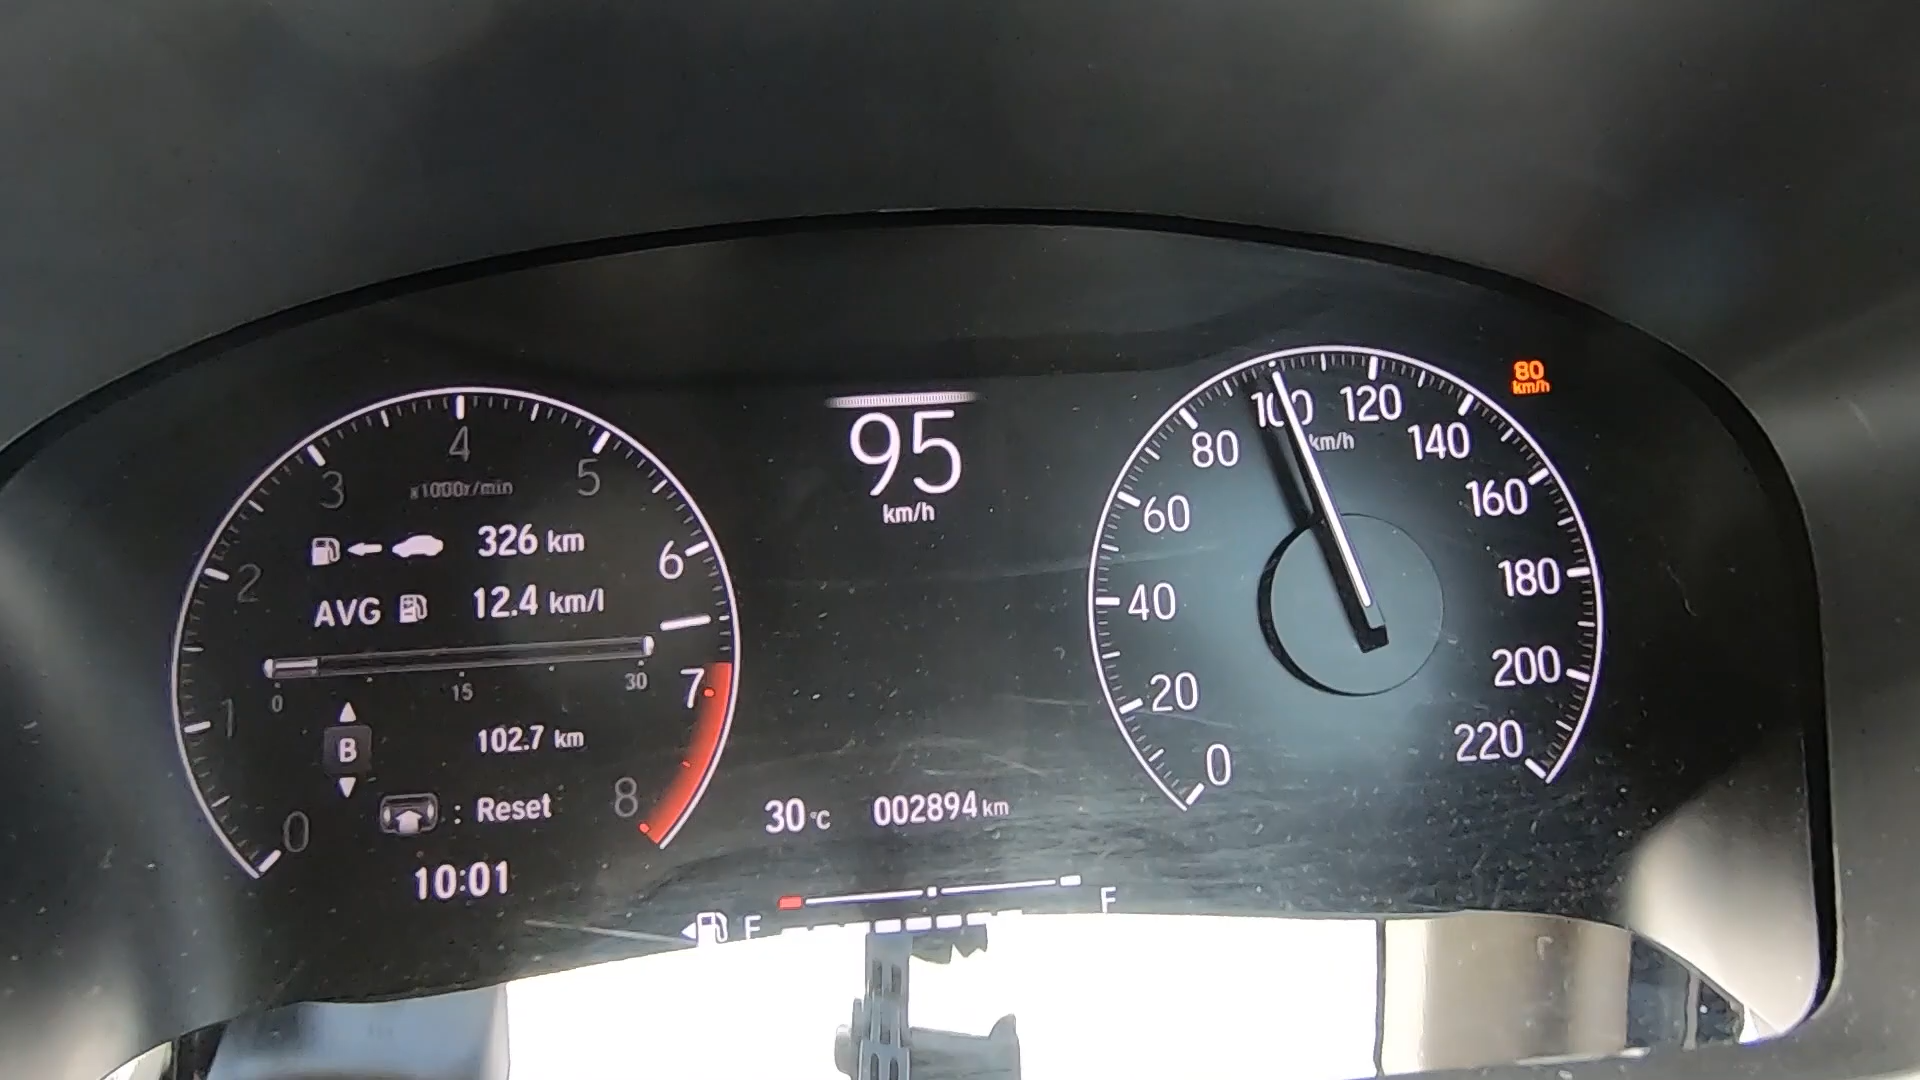 0
1
2
3
4
5
6
7
8
x1000r/min
326 km
AVG 12.4 km/l
0 15 30
B 102.7 km
: Reset
10:01
95
km/h
30°C 002894 km
F
0
20
40
60
80
100
120
140
160
180
200
220
km/h
80
km/h